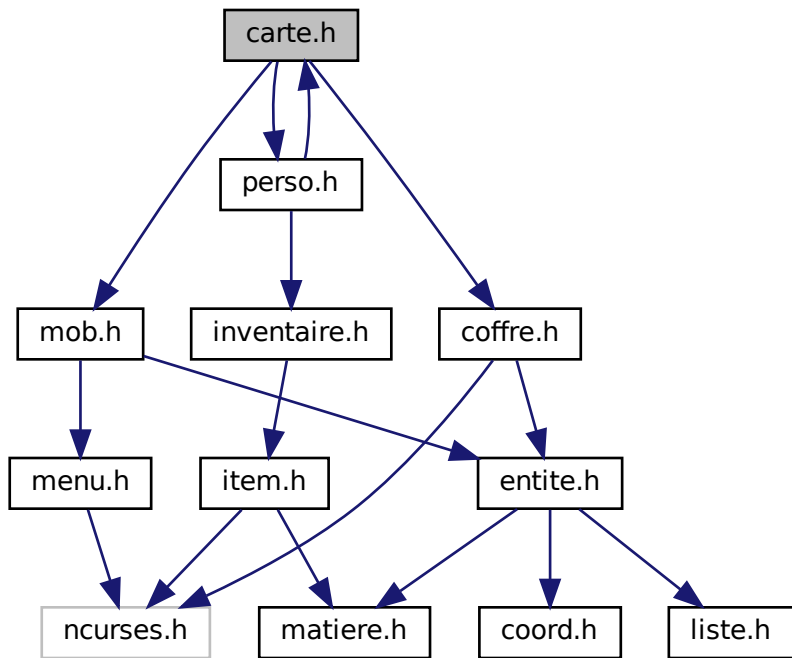 carte.h
perso.h
mob.h
inventaire.h
coffre.h
menu.h
item.h
entite.h
ncurses.h
matiere.h
coord.h
liste.h